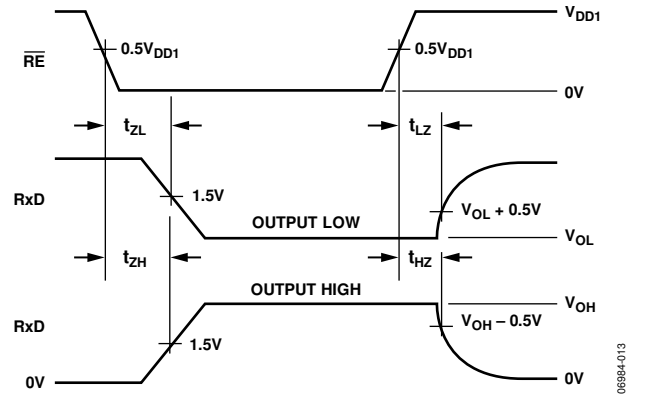 V_DD1
0.5V_DD1
0.5V_DD1
RE
0V
t_ZL
t_LZ
RxD
1.5V
V_OL + 0.5V
OUTPUT LOW
V_OL
t_ZH
t_HZ
OUTPUT HIGH
V_OH
RxD
V_OH – 0.5V
1.5V
0V
0V
06984-013